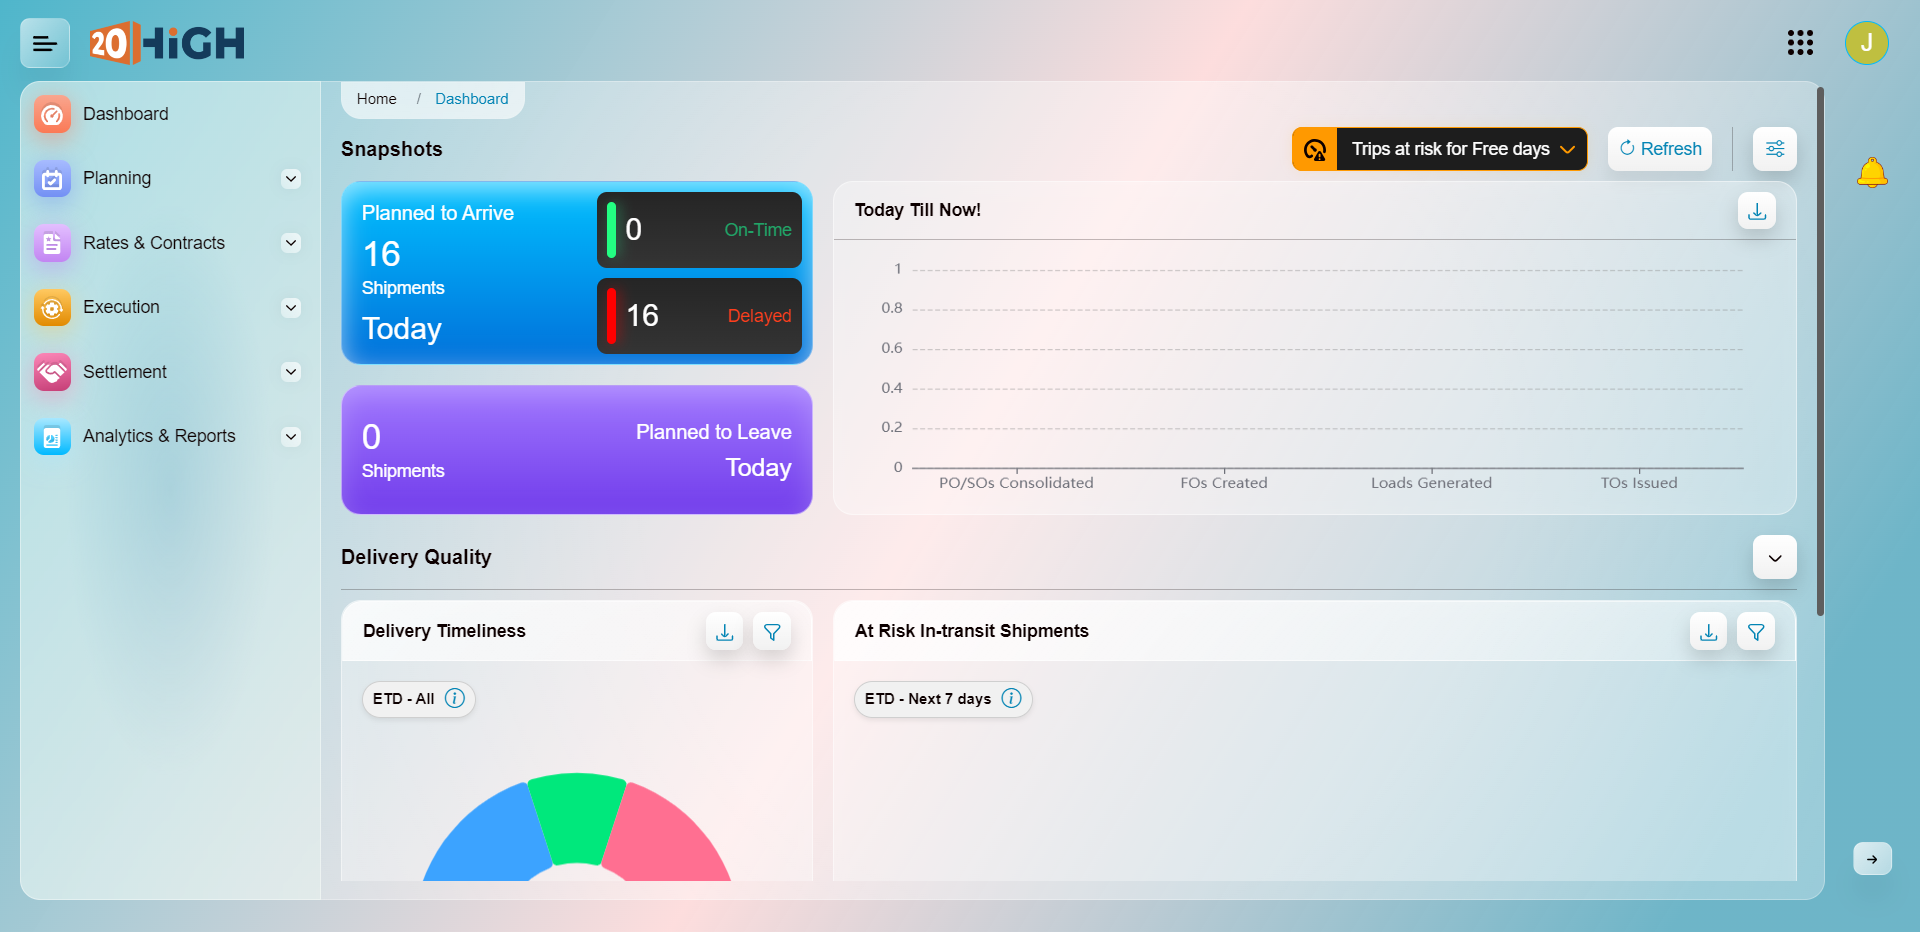 20HiGH
J
Dashboard
Planning
Rates & Contracts
Execution
Settlement
Analytics & Reports
Home / Dashboard
Snapshots
Trips at risk for Free days
Refresh
Planned to Arrive
16
Shipments
Today
0 On-Time
16 Delayed
0
Shipments
Planned to Leave
Today
Today Till Now!
1
0.8
0.6
0.4
0.2
0
PO/SOs Consolidated FOs Created Loads Generated TOs Issued
Delivery Quality
Delivery Timeliness
ETD - All
At Risk In-transit Shipments
ETD - Next 7 days